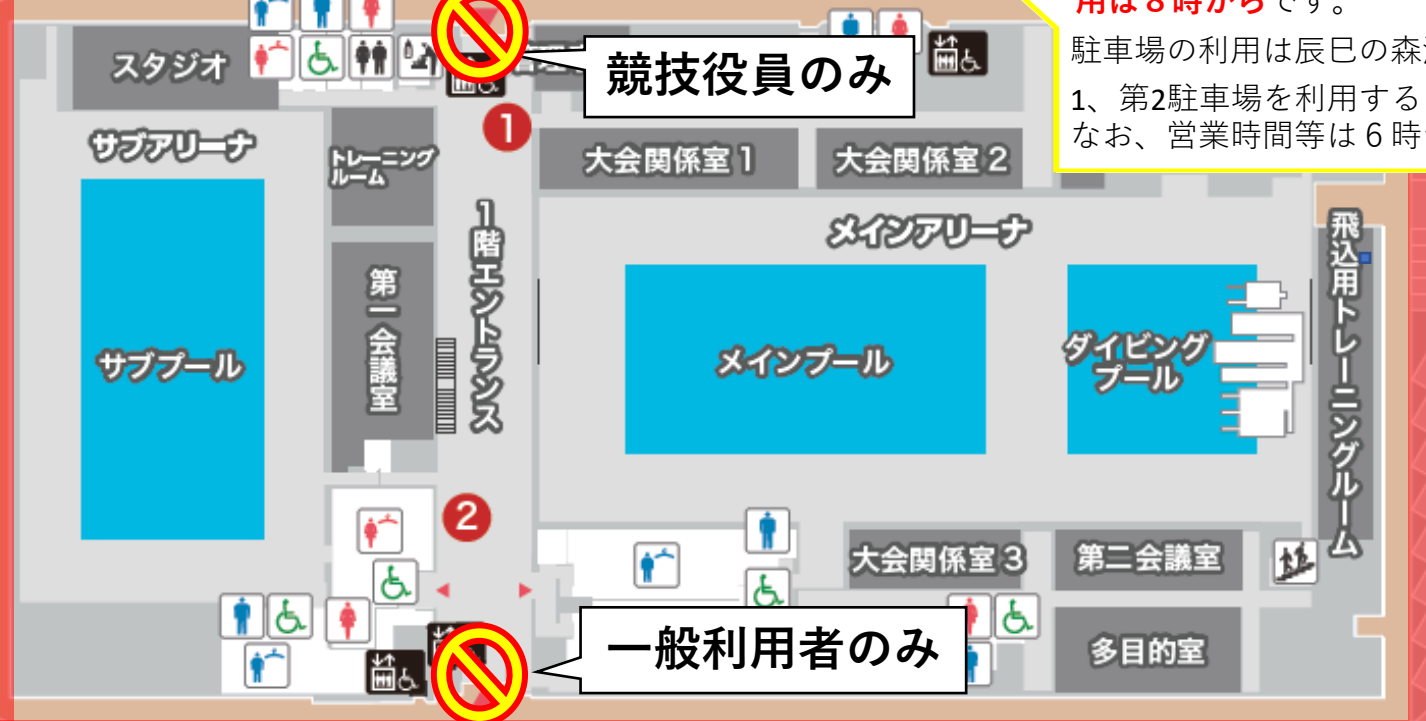 用は８時からです。
駐車場の利用は辰巳の森
1、第2駐車場を利用する
なお、営業時間等は６時
競技役員のみ
スタジオ
1
大会関係室 1
大会関係室 2
サブアリーナ
トレーニング
ルーム
1階エントランス
メインアリーナ
飛込用トレーニングルーム
第一会議室
サブプール
メインプール
ダイビング
プール
2
大会関係室 3
第二会議室
一般利用者のみ
多目的室